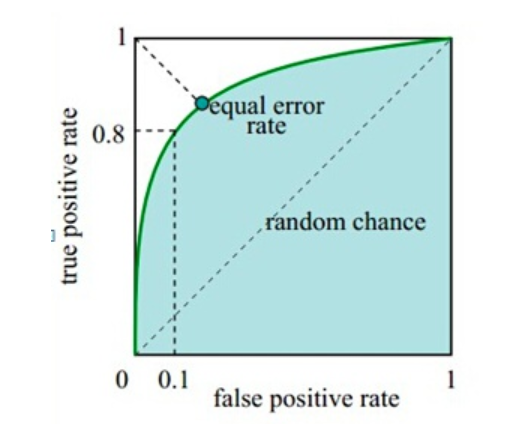 1
equal error
rate
0.8
true positive rate
random chance
0
0.1
1
false positive rate